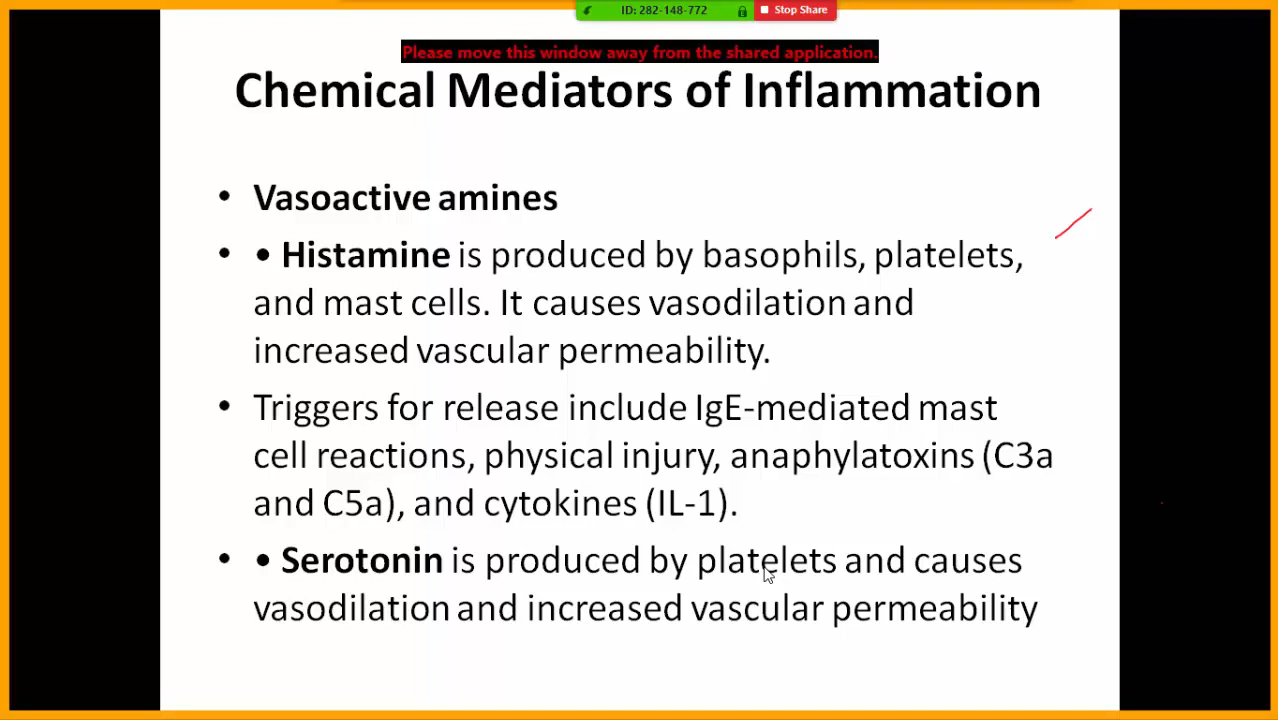 ID: 282-148-772
Stop Share
Please move this window away from the shared application.
Chemical Mediators of Inflammation
• Vasoactive amines
• • Histamine is produced by basophils, platelets,
and mast cells. It causes vasodilation and
increased vascular permeability.
• Triggers for release include IgE-mediated mast
cell reactions, physical injury, anaphylatoxins (C3a
and C5a), and cytokines (IL-1).
• • Serotonin is produced by platelets and causes
vasodilation and increased vascular permeability